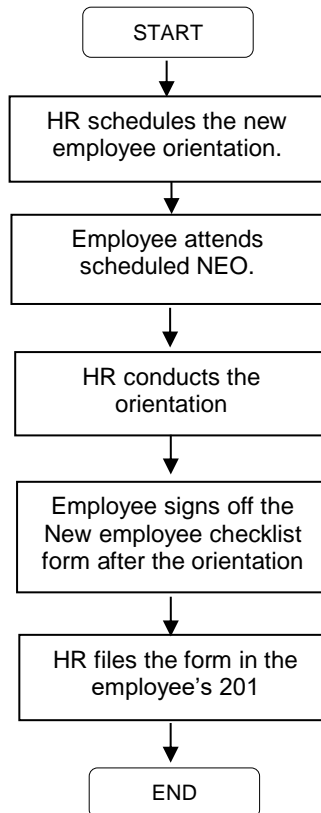 START
HR schedules the new
employee orientation.
Employee attends
scheduled NEO.
HR conducts the
orientation
Employee signs off the
New employee checklist
form after the orientation
HR files the form in the
employee’s 201
END